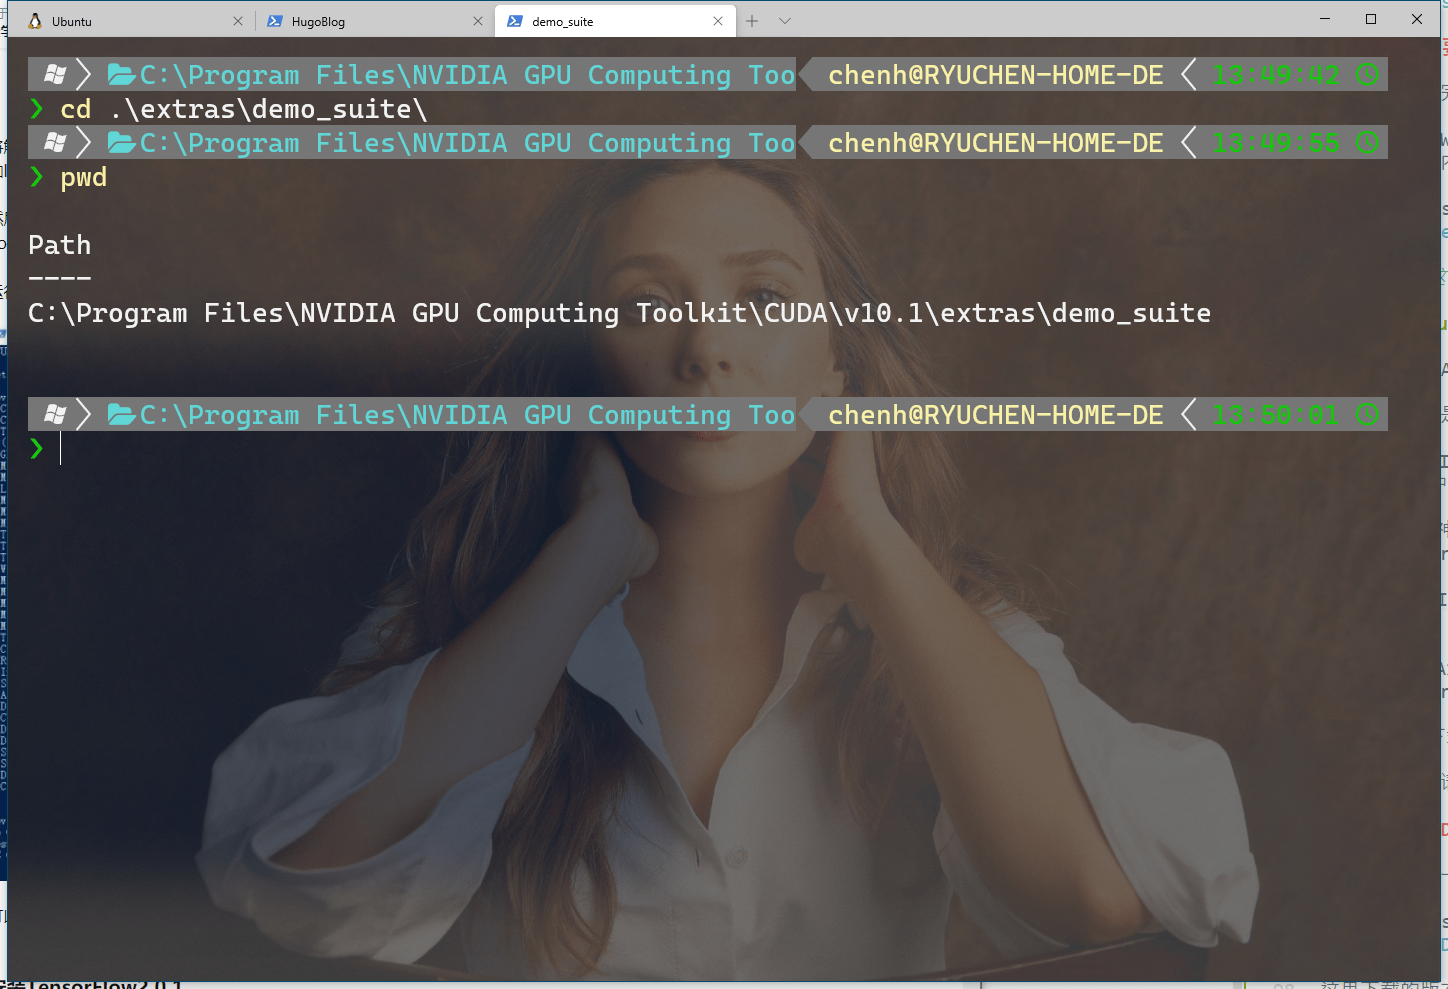 Ubuntu
HugoBlog
demo_suite
C:\Program Files\NVIDIA GPU Computing Too
chenh@RYUCHEN-HOME-DE
13:49:42
❯ cd .\extras\demo_suite\
C:\Program Files\NVIDIA GPU Computing Too
chenh@RYUCHEN-HOME-DE
13:49:55
❯ pwd
Path
----
C:\Program Files\NVIDIA GPU Computing Toolkit\CUDA\v10.1\extras\demo_suite
C:\Program Files\NVIDIA GPU Computing Too
chenh@RYUCHEN-HOME-DE
13:50:01
❯